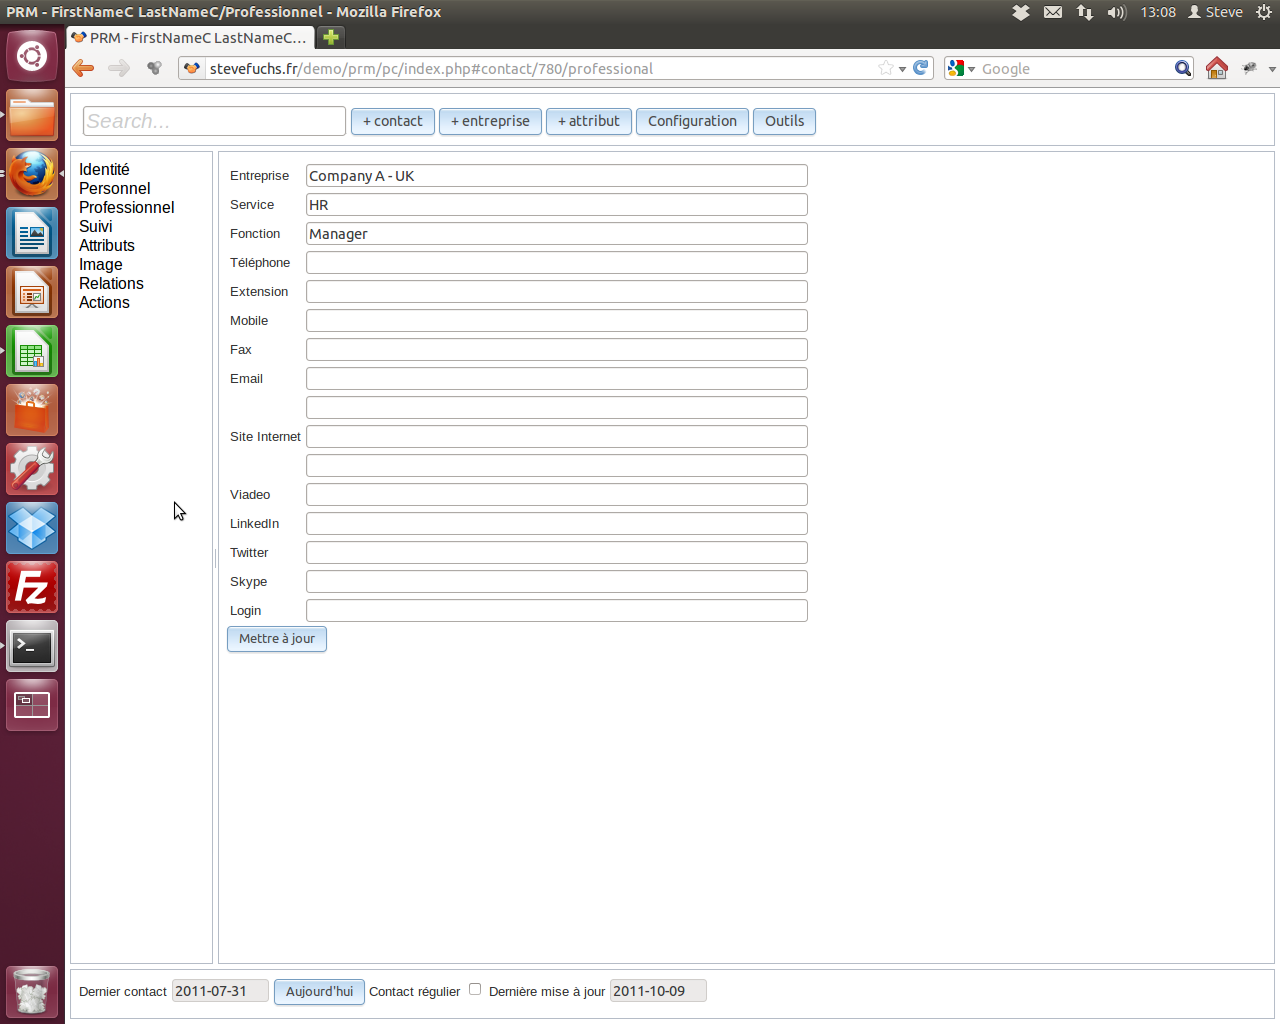 PRM - FirstNameC LastNameC/Professionnel - Mozilla Firefox
13:08 Steve
PRM - FirstNameC LastNameC...
stevefuchs.fr/demo/prm/pc/index.php#contact/780/professional
Google
Search...
+ contact
+ entreprise
+ attribut
Configuration
Outils
Identité
Personnel
Professionnel
Suivi
Attributs
Image
Relations
Actions
Entreprise Company A - UK
Service HR
Fonction Manager
Téléphone
Extension
Mobile
Fax
Email
Site Internet
Viadeo
LinkedIn
Twitter
Skype
Login
Mettre à jour
Dernier contact 2011-07-31 Aujourd'hui Contact régulier Dernière mise à jour 2011-10-09